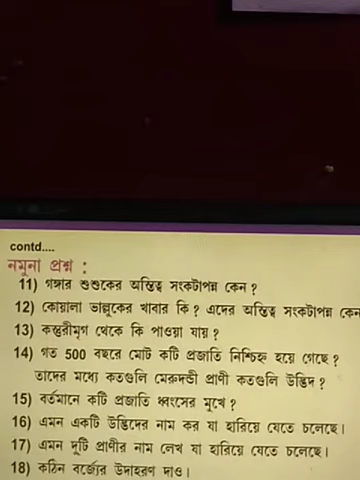 contd....
নমুনা প্রশ্ন :
11) গঙ্গার শুশুকের অস্তিত্ব সংকটাপন্ন কেন ?
12) কোয়ালা ভাল্লুকের খাবার কি ? এদের অস্তিত্ব সংকটাপন্ন কেন
13) কস্তুরীমৃগ থেকে কি পাওয়া যায় ?
14) গত 500 বছরে মোট কটি প্রজাতি নিশ্চিহ্ন হয়ে গেছে ?
তাদের মধ্যে কতগুলি মেরুদন্ডী প্রাণী কতগুলি উদ্ভিদ ?
15) বর্তমানে কটি প্রজাতি ধ্বংসের মুখে ?
16) এমন একটি উদ্ভিদের নাম কর যা হারিয়ে যেতে চলেছে।
17) এমন দুটি প্রাণীর নাম লেখ যা হারিয়ে যেতে চলেছে।
18) কঠিন বর্জ্যের উদাহরণ দাও।